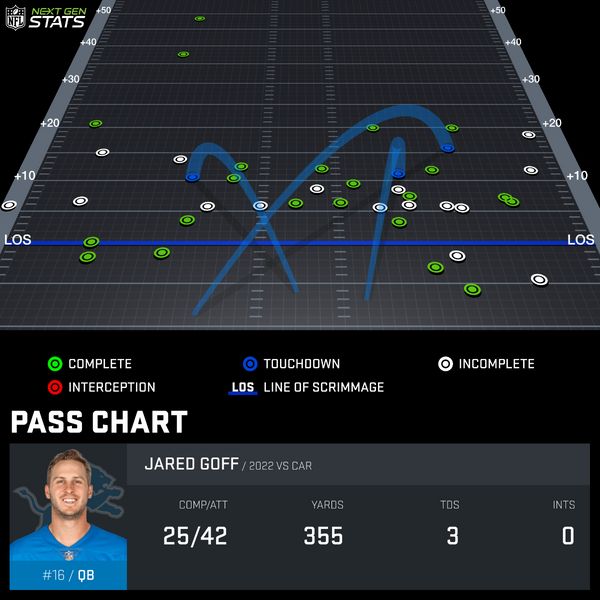 NFL NEXT GEN STATS
+50 +50
+40 +40
+30 +30
+20 +20
+10 +10
LOS LOS
COMPLETE TOUCHDOWN INCOMPLETE
INTERCEPTION LOS LINE OF SCRIMMAGE
PASS CHART
JARED GOFF / 2022 VS CAR
COMP/ATT YARDS TDS INTS
25/42 355 3 0
#16 / QB